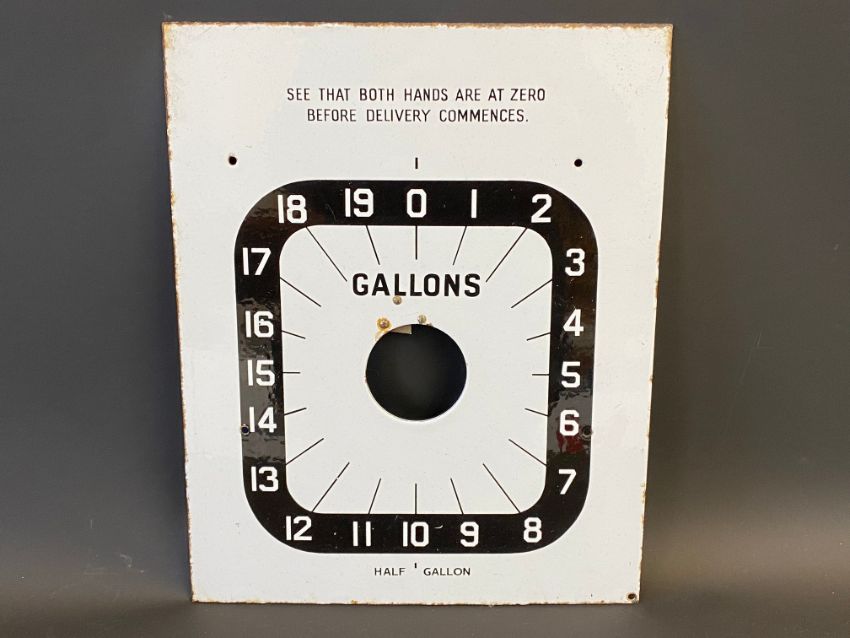 SEE THAT BOTH HANDS ARE AT ZERO
BEFORE DELIVERY COMMENCES.
18 19 0 1 2
17 3
GALLONS
16 4
15 5
14 6
13 7
12 11 10 9 8
HALF GALLON